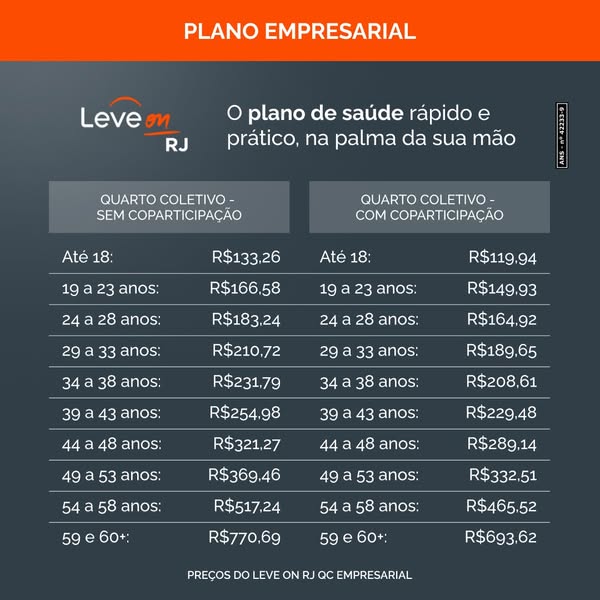 PLANO EMPRESARIAL
Leve on
RJ
O plano de saúde rápido e
prático, na palma da sua mão
ANS - nº 42233-9
QUARTO COLETIVO -
SEM COPARTICIPAÇÃO
QUARTO COLETIVO -
COM COPARTICIPAÇÃO
Até 18: R$133,26 Até 18: R$119,94
19 a 23 anos: R$166,58 19 a 23 anos: R$149,93
24 a 28 anos: R$183,24 24 a 28 anos: R$164,92
29 a 33 anos: R$210,72 29 a 33 anos: R$189,65
34 a 38 anos: R$231,79 34 a 38 anos: R$208,61
39 a 43 anos: R$254,98 39 a 43 anos: R$229,48
44 a 48 anos: R$321,27 44 a 48 anos: R$289,14
49 a 53 anos: R$369,46 49 a 53 anos: R$332,51
54 a 58 anos: R$517,24 54 a 58 anos: R$465,52
59 e 60+: R$770,69 59 e 60+: R$693,62
PREÇOS DO LEVE ON RJ QC EMPRESARIAL